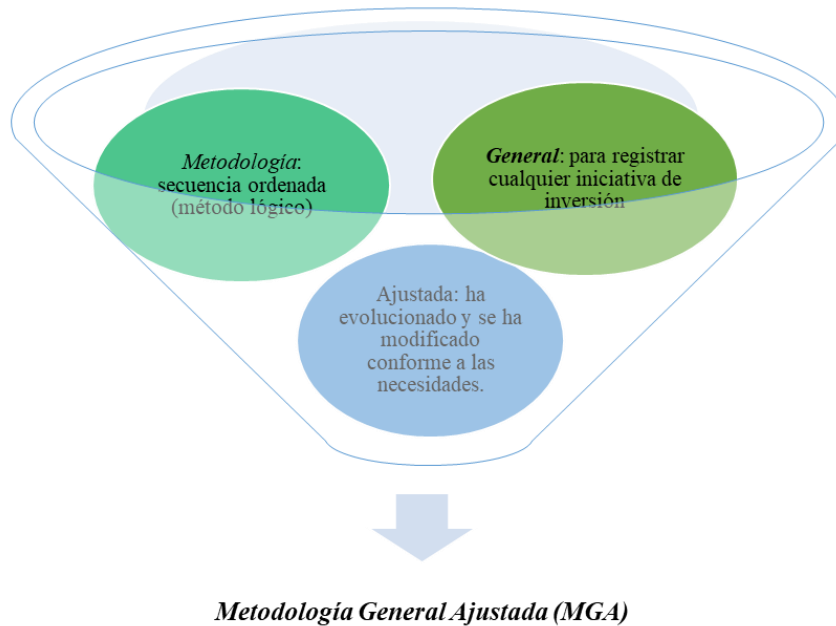 Metodología:
secuencia ordenada
(método lógico)
General: para registrar
cualquier iniciativa de
inversión
Ajustada: ha
evolucionado y se ha
modificado
conforme a las
necesidades.
Metodología General Ajustada (MGA)